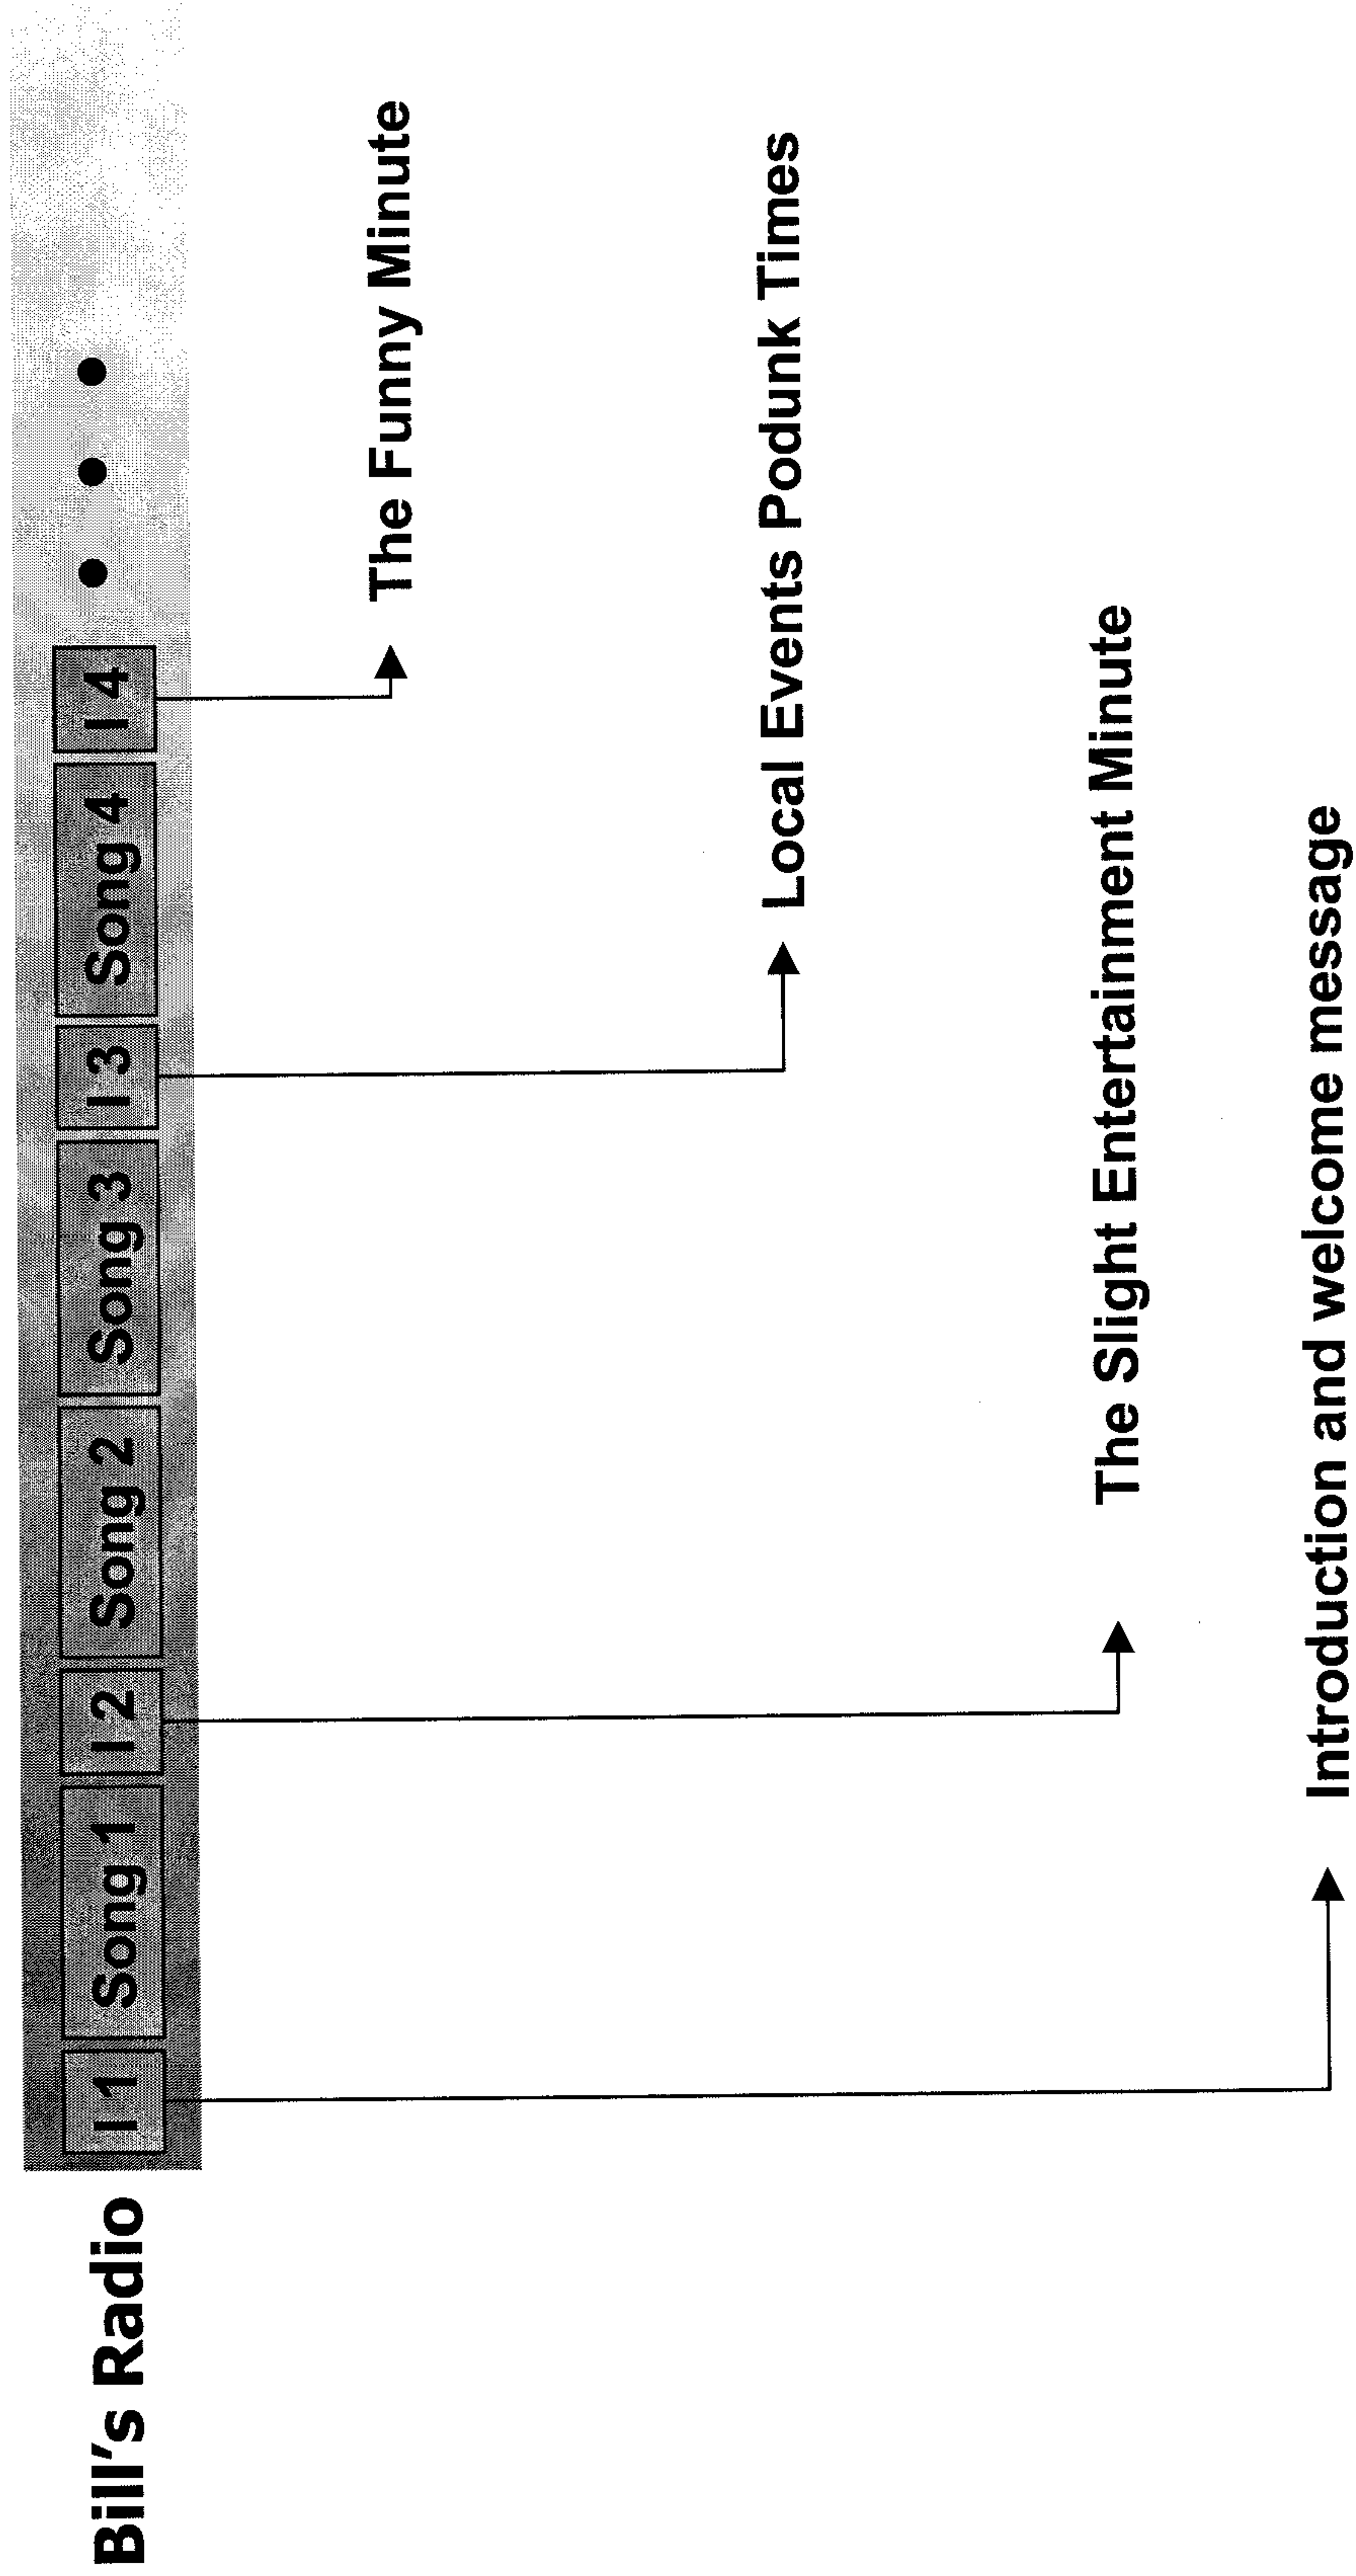 Bill's Radio
I 1
Song 1
I 2
Song 2
Song 3
I 3
Song 4
I 4
The Funny Minute
Local Events Podunk Times
The Slight Entertainment Minute
Introduction and welcome message